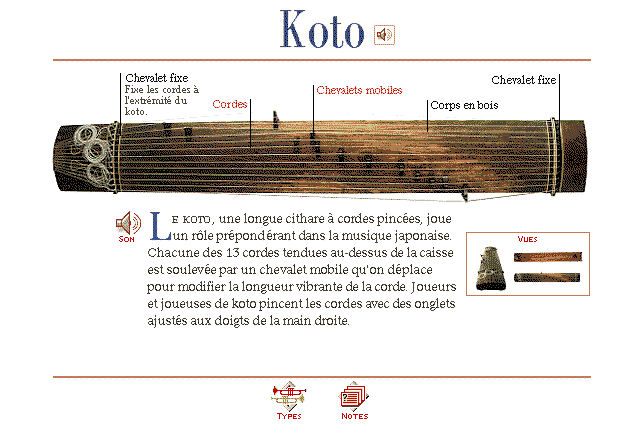 Koto
Chevalet fixe
Fixe les cordes à
l'extrémité du
koto.
Cordes
Chevalets mobiles
Corps en bois
Chevalet fixe
Son
Le koto, une longue cithare à cordes pincées, joue
un rôle prépondérant dans la musique japonaise.
Chacune des 13 cordes tendues au-dessus de la caisse
est soulevée par un chevalet mobile qu'on déplace
pour modifier la longueur vibrante de la corde. Joueurs
et joueuses de koto pincent les cordes avec des onglets
ajustés aux doigts de la main droite.
Vues
Types
Notes